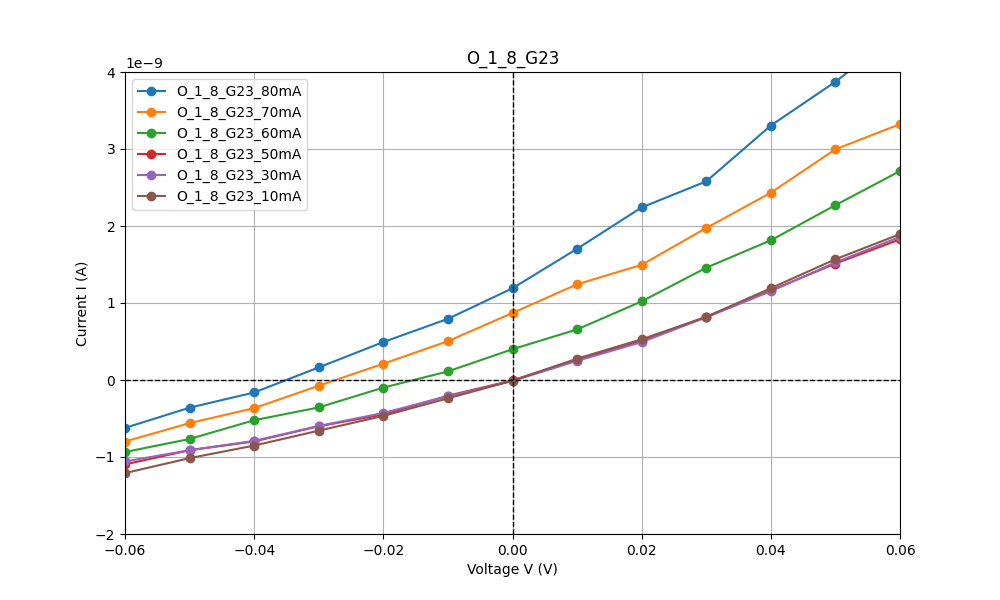 O_1_8_G23
1e−9
4
3
2
1
0
−1
−2
Current I (A)
O_1_8_G23_80mA
O_1_8_G23_70mA
O_1_8_G23_60mA
O_1_8_G23_50mA
O_1_8_G23_30mA
O_1_8_G23_10mA
−0.06 −0.04 −0.02 0.00 0.02 0.04 0.06
Voltage V (V)